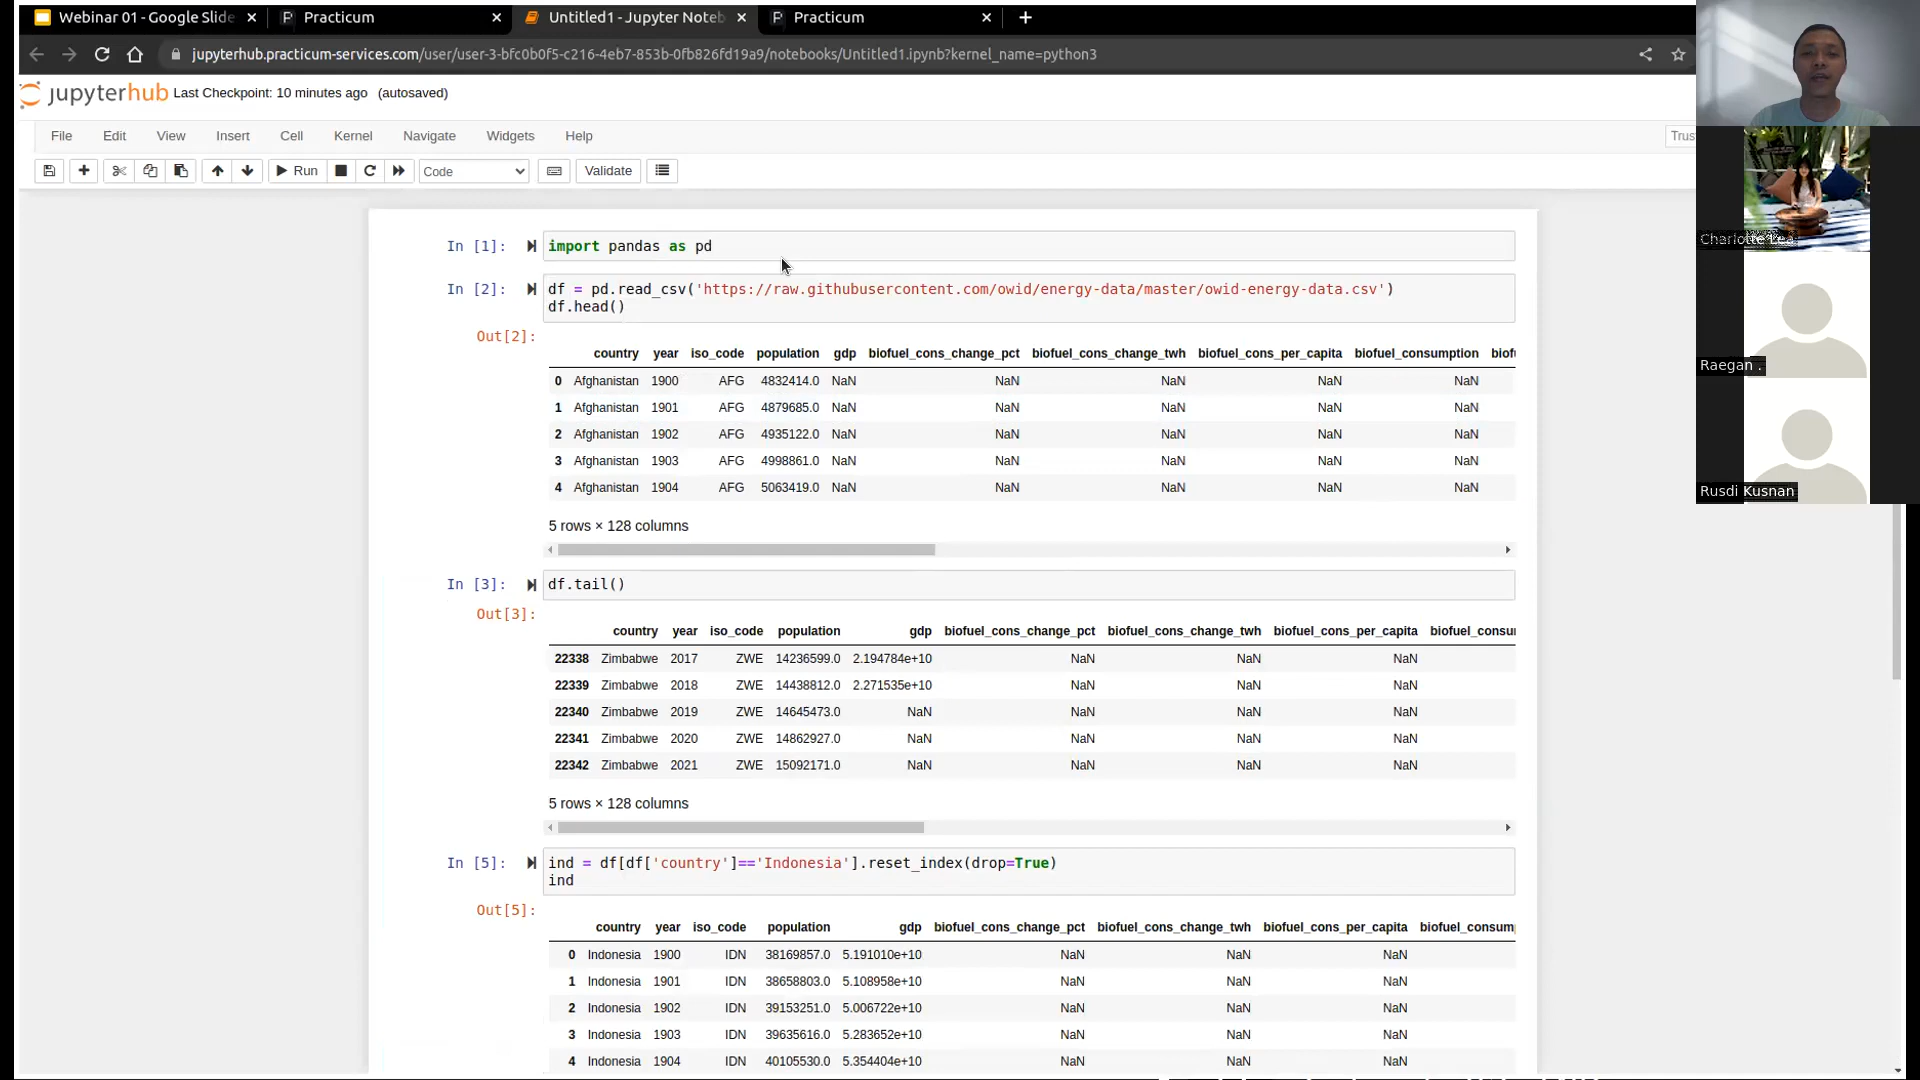 Webinar 01 - Google Slide
Practicum
Untitled1 - Jupyter Noteb
Practicum
jupyterhub.practicum-services.com/user/user-3-bfc0b0f5-c216-4eb7-853b-0fb826fd19a9/notebooks/Untitled1.ipynb?kernel_name=python3
jupyterhub Last Checkpoint: 10 minutes ago (autosaved)
File Edit View Insert Cell Kernel Navigate Widgets Help Trus
Run Code Validate
In [1]: import pandas as pd
In [2]: df = pd.read_csv('https://raw.githubusercontent.com/owid/energy-data/master/owid-energy-data.csv')
df.head()
Out[2]:
country year iso_code population gdp biofuel_cons_change_pct biofuel_cons_change_twh biofuel_cons_per_capita biofuel_consumption biof
0 Afghanistan 1900 AFG 4832414.0 NaN NaN NaN NaN NaN
1 Afghanistan 1901 AFG 4879685.0 NaN NaN NaN NaN NaN
2 Afghanistan 1902 AFG 4935122.0 NaN NaN NaN NaN NaN
3 Afghanistan 1903 AFG 4998861.0 NaN NaN NaN NaN NaN
4 Afghanistan 1904 AFG 5063419.0 NaN NaN NaN NaN NaN
5 rows × 128 columns
In [3]: df.tail()
Out[3]:
country year iso_code population gdp biofuel_cons_change_pct biofuel_cons_change_twh biofuel_cons_per_capita biofuel_consu
22338 Zimbabwe 2017 ZWE 14236599.0 2.194784e+10 NaN NaN NaN
22339 Zimbabwe 2018 ZWE 14438812.0 2.271535e+10 NaN NaN NaN
22340 Zimbabwe 2019 ZWE 14645473.0 NaN NaN NaN NaN
22341 Zimbabwe 2020 ZWE 14862927.0 NaN NaN NaN NaN
22342 Zimbabwe 2021 ZWE 15092171.0 NaN NaN NaN NaN
5 rows × 128 columns
In [5]: ind = df[df['country']=='Indonesia'].reset_index(drop=True)
ind
Out[5]:
country year iso_code population gdp biofuel_cons_change_pct biofuel_cons_change_twh biofuel_cons_per_capita biofuel_consum
0 Indonesia 1900 IDN 38169857.0 5.191010e+10 NaN NaN NaN
1 Indonesia 1901 IDN 38658803.0 5.108958e+10 NaN NaN NaN
2 Indonesia 1902 IDN 39153251.0 5.006722e+10 NaN NaN NaN
3 Indonesia 1903 IDN 39635616.0 5.283652e+10 NaN NaN NaN
4 Indonesia 1904 IDN 40105530.0 5.354404e+10 NaN NaN NaN
Charlotte Lea
Raegan .
Rusdi Kusnan